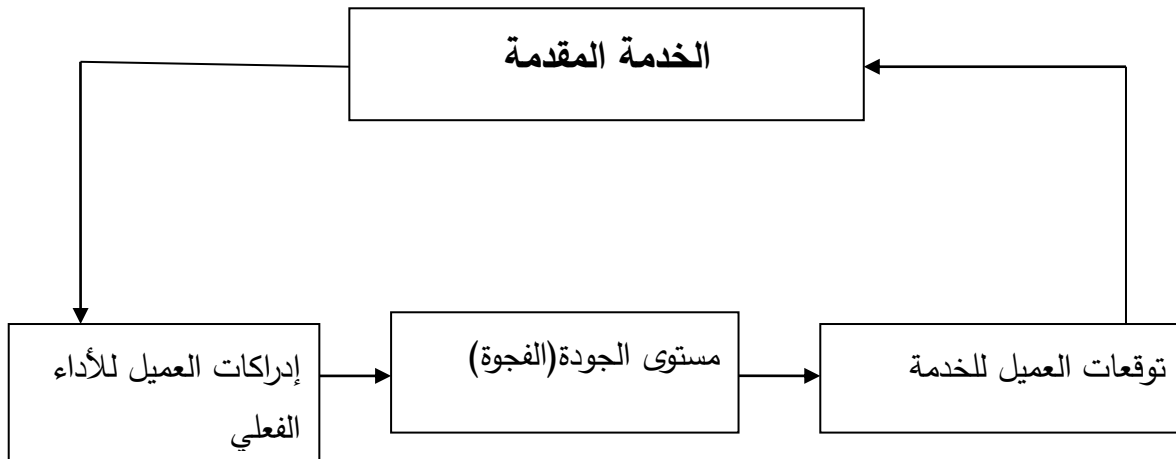 الخدمة المقدمة
توقعات العميل للخدمة
مستوى الجودة(الفجوة)
إدراكات العميل للأداء
الفعلي